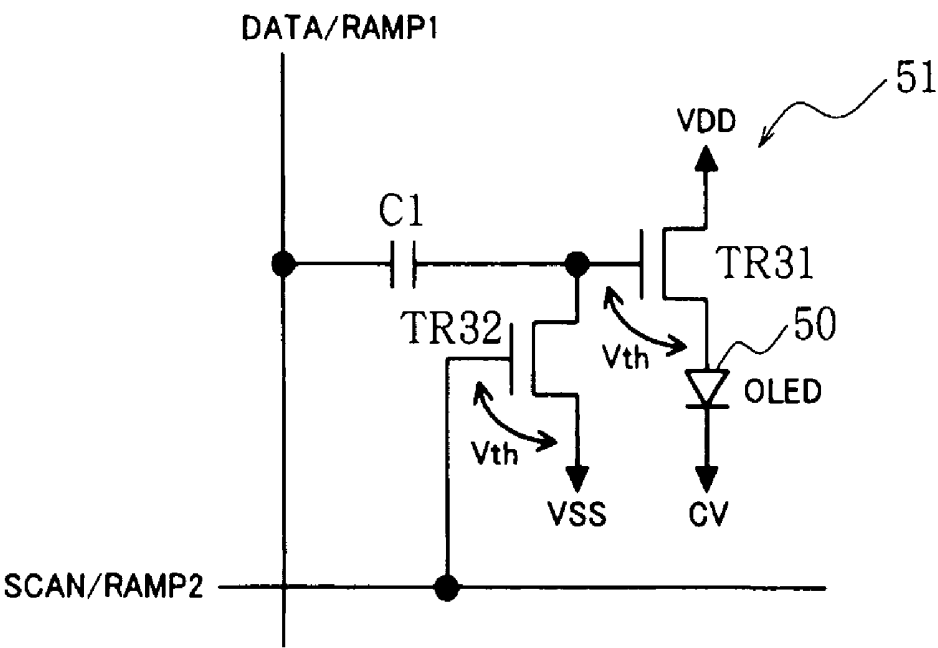 DATA/RAMP1
51
VDD
C1
TR31
TR32
50
Vth
OLED
Vth
VSS
CV
SCAN/RAMP2